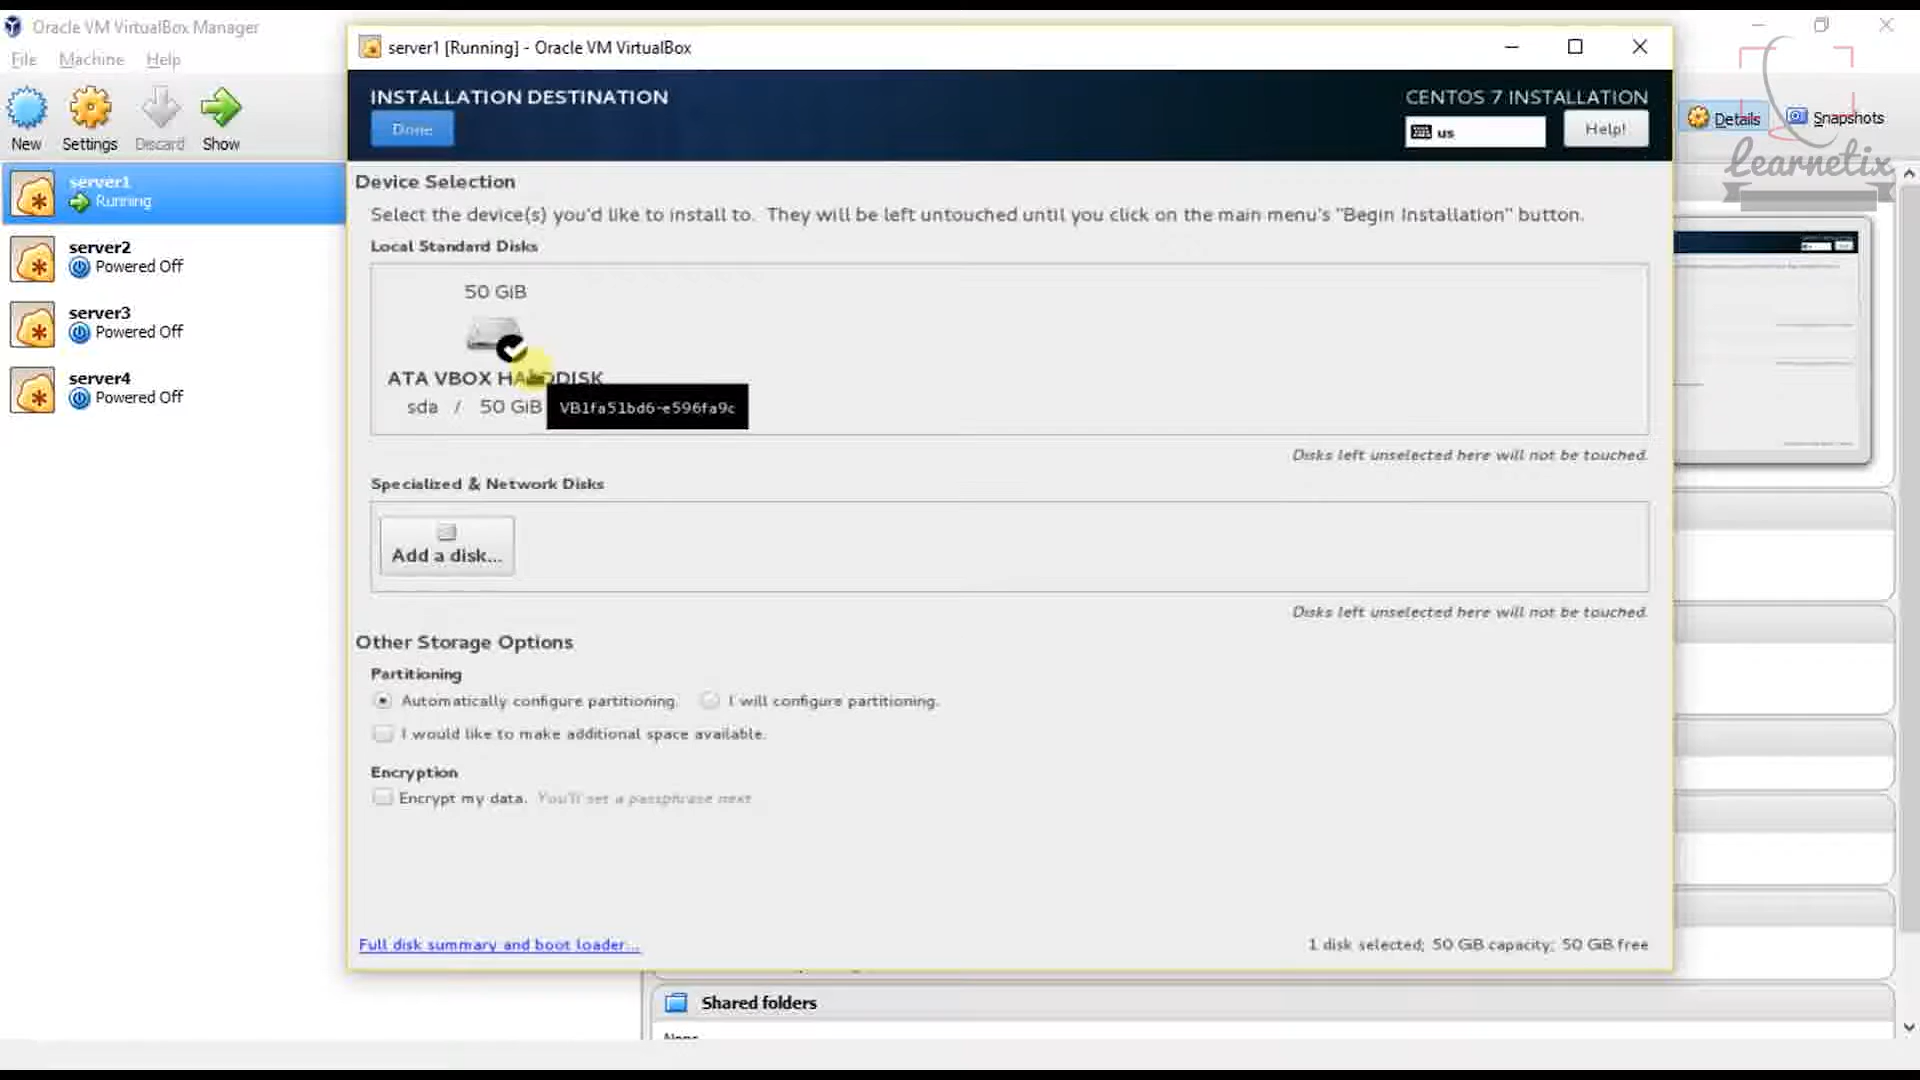 Oracle VM VirtualBox Manager
File Machine Help
New Settings Discard Show
server1
Running
server2
Powered Off
server3
Powered Off
server4
Powered Off
server1 [Running] - Oracle VM VirtualBox
INSTALLATION DESTINATION
Done
CENTOS 7 INSTALLATION
us
Help!
Device Selection
Select the device(s) you'd like to install to. They will be left untouched until you click on the main menu's "Begin Installation" button.
Local Standard Disks
50 GiB
ATA VBOX HARDDISK
sda / 50 GiB
VB1fa51bd6-e596fa9c
Disks left unselected here will not be touched.
Specialized & Network Disks
Add a disk...
Disks left unselected here will not be touched.
Other Storage Options
Partitioning
Automatically configure partitioning. I will configure partitioning.
I would like to make additional space available.
Encryption
Encrypt my data. You'll set a passphrase next.
Full disk summary and boot loader...
1 disk selected; 50 GiB capacity; 50 GiB free
Details
Snapshots
Learnetix
Shared folders